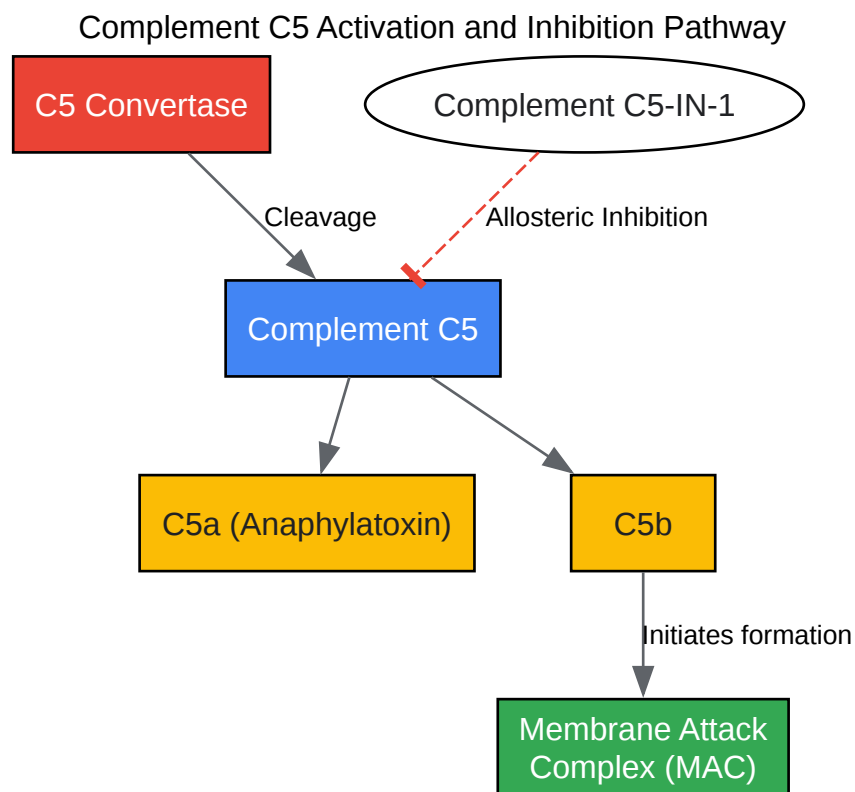 Complement C5 Activation and Inhibition Pathway
C5 Convertase
Complement C5-IN-1
Cleavage
Allosteric Inhibition
Complement C5
C5a (Anaphylatoxin)
C5b
Initiates formation
Membrane Attack
Complex (MAC)